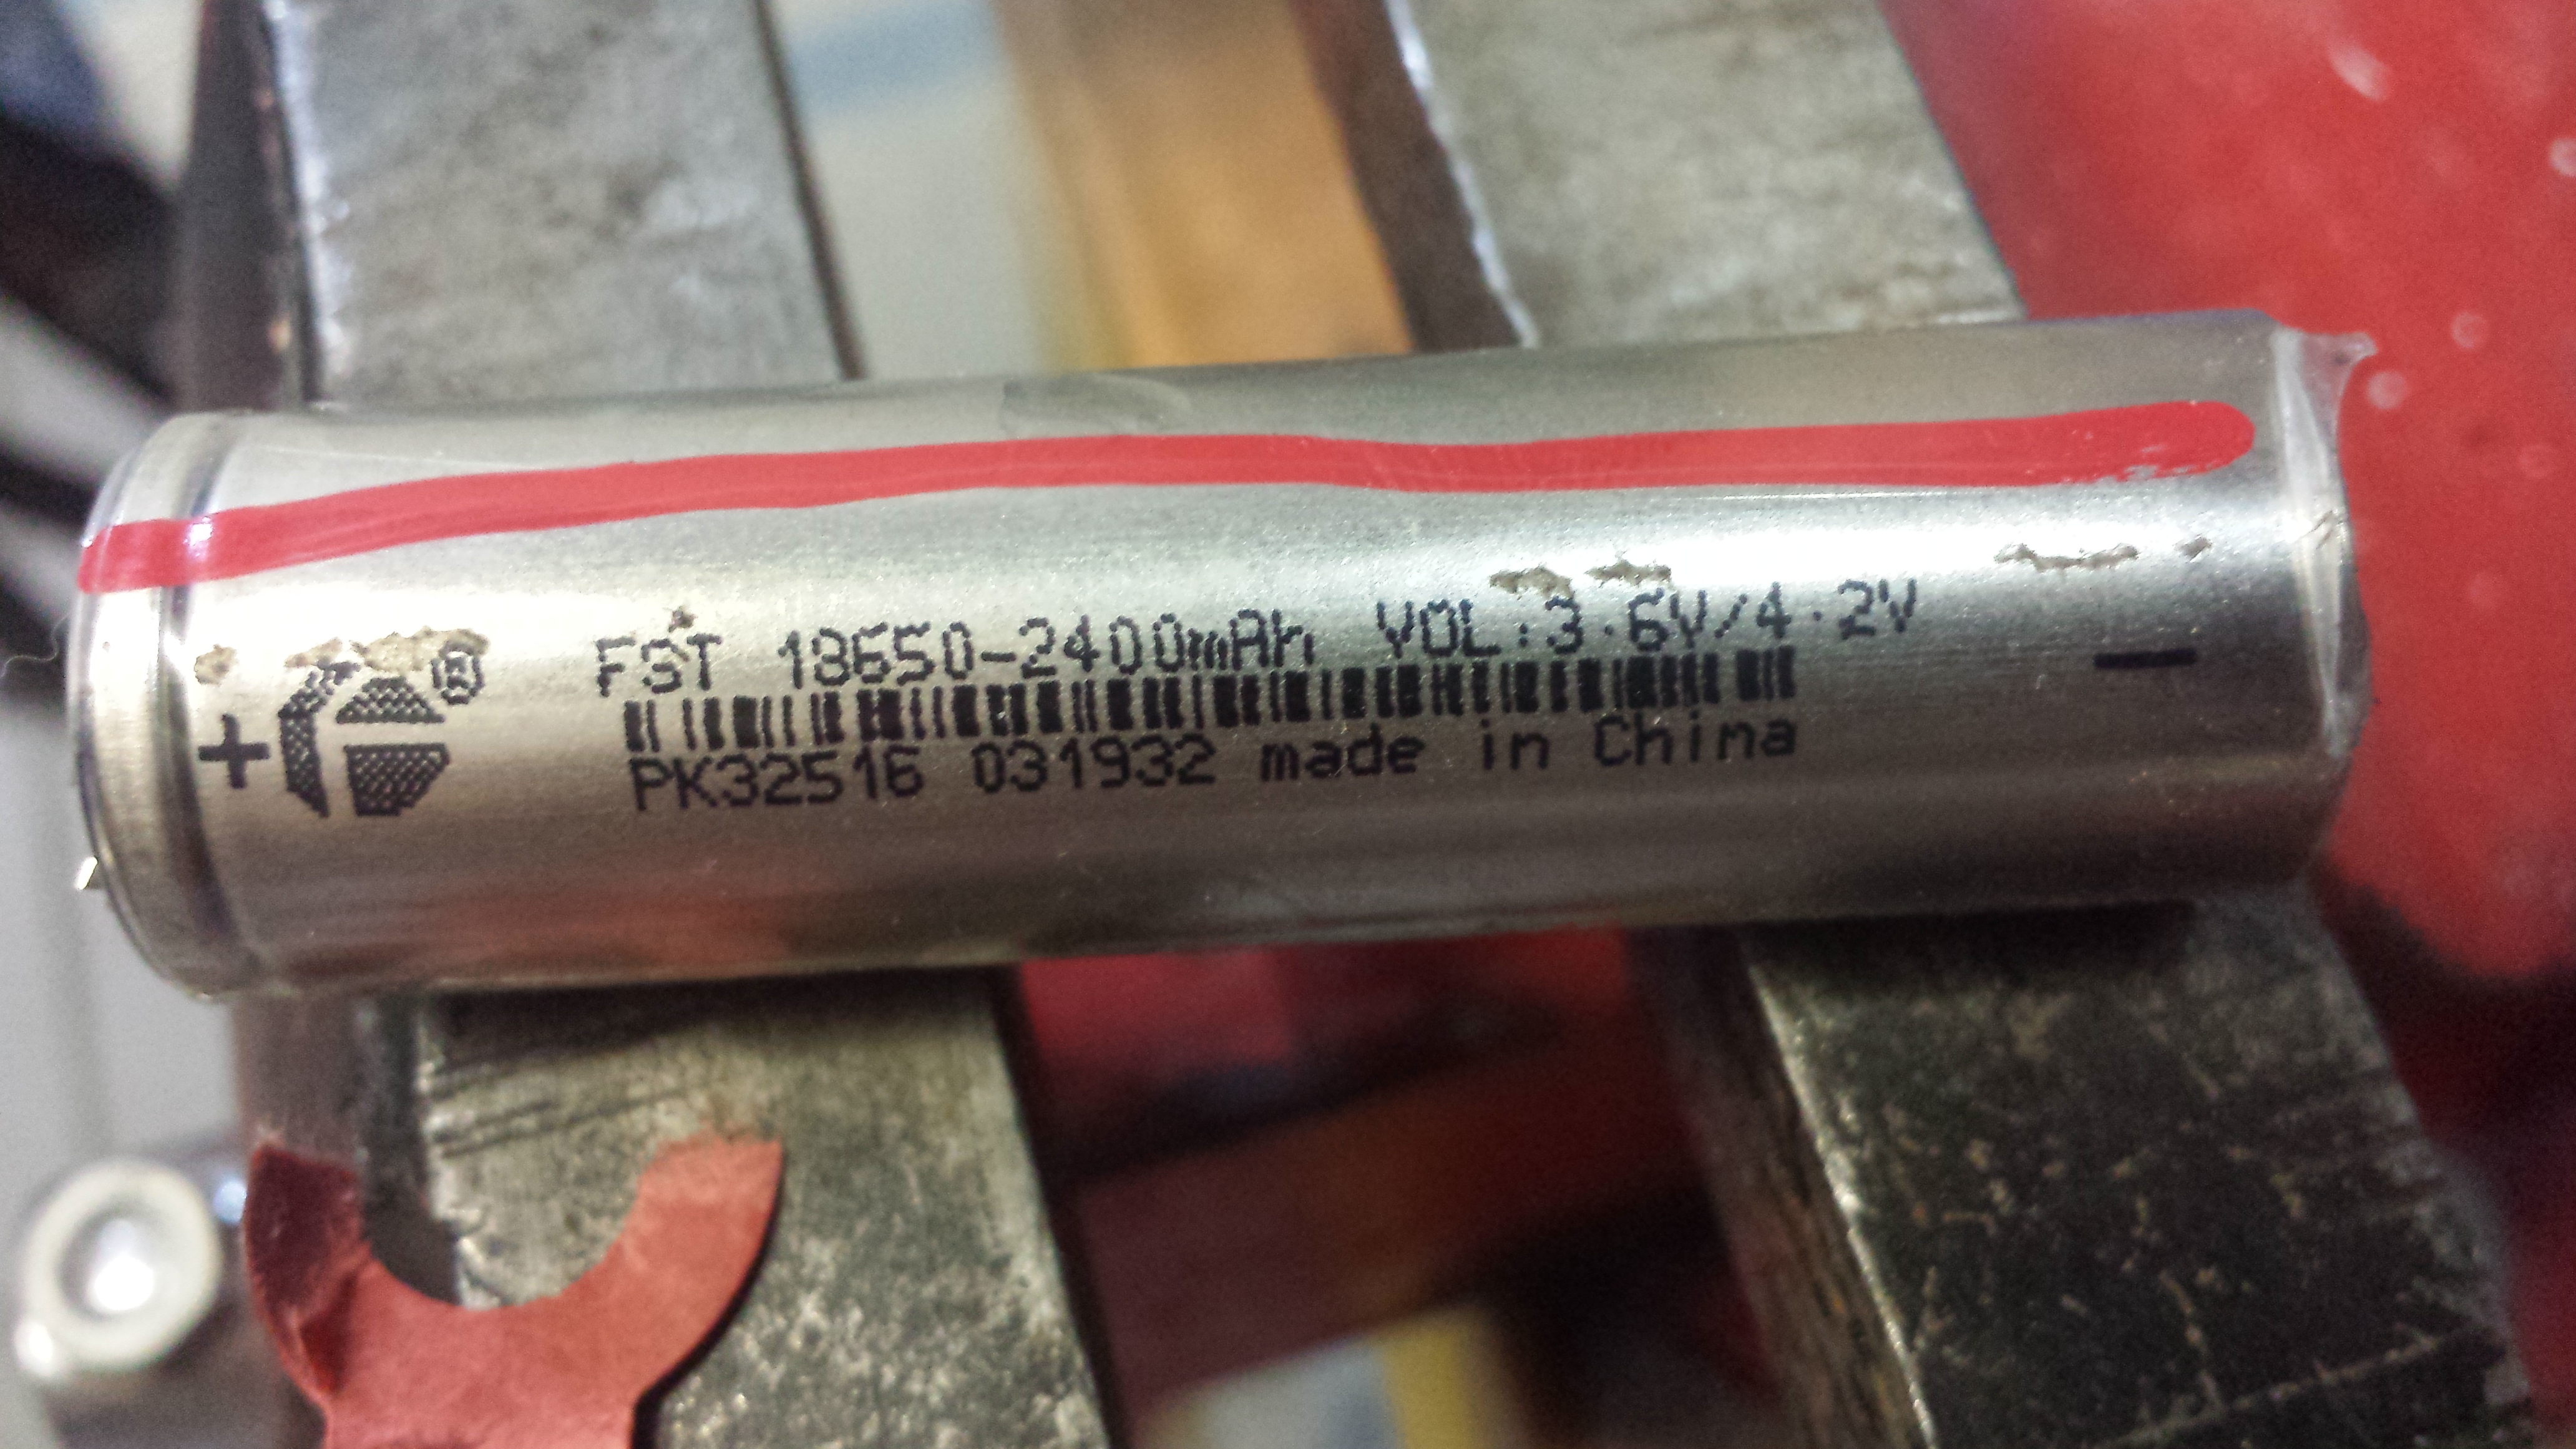 + ® FST 18650-2400mAh VOL:3.6V/4.2V —
PK32516 031932 made in China